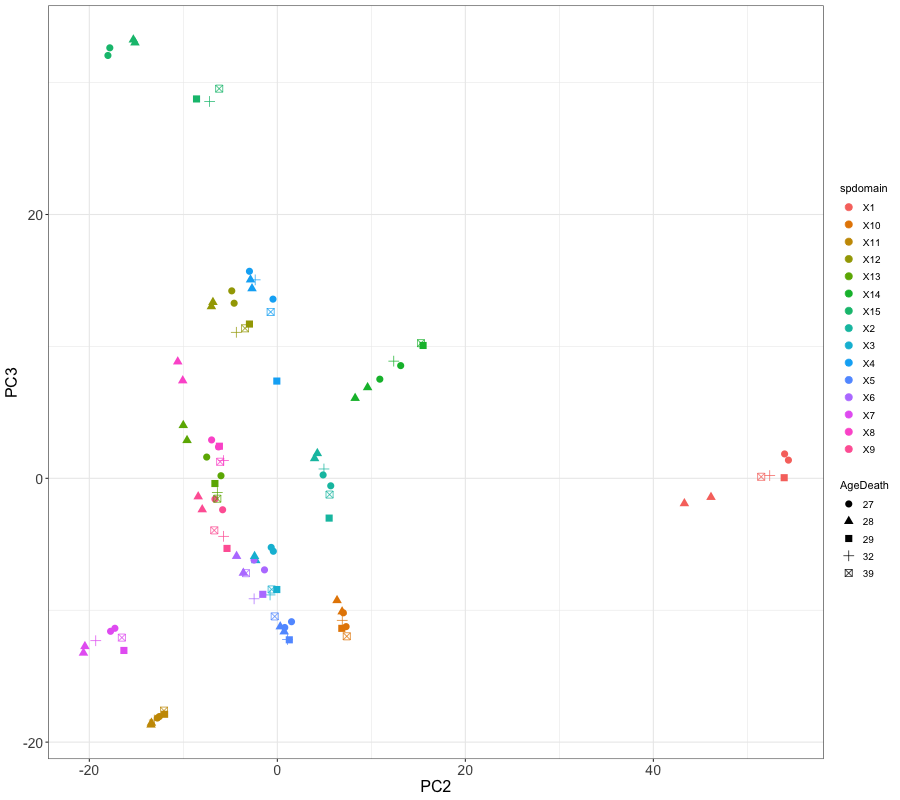 20
0
-20
PC3
-20
0
20
40
PC2
spdomain
X1
X10
X11
X12
X13
X14
X15
X2
X3
X4
X5
X6
X7
X8
X9
AgeDeath
27
28
29
32
39